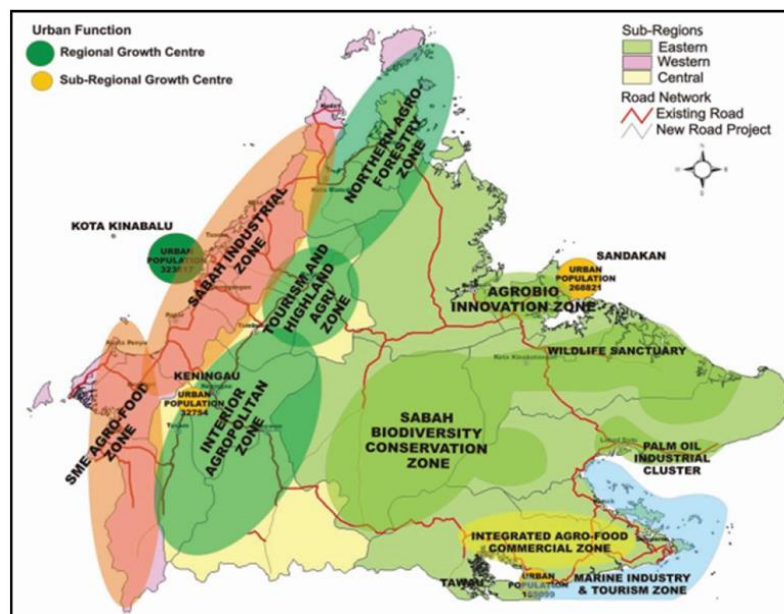 Urban Function
Regional Growth Centre
Sub-Regional Growth Centre
Sub-Regions
Eastern
Western
Central
Road Network
Existing Road
New Road Project
NORTHERN AGRO-
FORESTRY
ZONE
KOTA KINABALU
URBAN
POPULATION
SABAH INDUSTRIAL
ZONE
TOURISM AND
HIGHLAND
AGRI
ZONE
SANDAKAN
URBAN
POPULATION
268821
AGROBIO
INNOVATION ZONE
WILDLIFE SANCTUARY
KENINGAU
URBAN
POPULATION
32754
SME AGRO-FOOD
ZONE
INTERIOR
AGROPOLITAN
ZONE
SABAH
BIODIVERSITY
CONSERVATION
ZONE
PALM OIL
INDUSTRIAL
CLUSTER
INTEGRATED AGRO-FOOD
COMMERCIAL ZONE
TAWAU
URBAN
POPULATION
MARINE INDUSTRY
& TOURISM ZONE